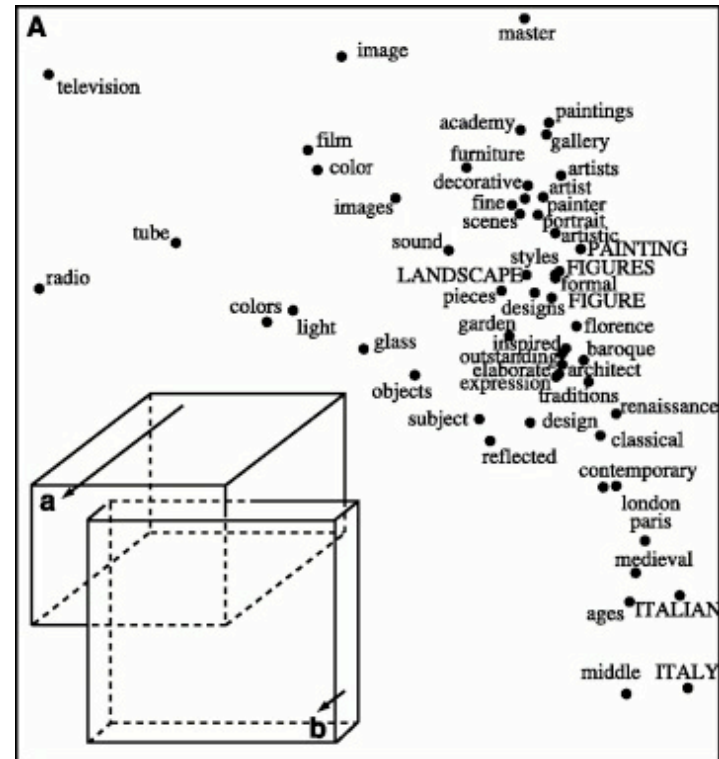 A
master
image
television
paintings
academy
gallery
film
furniture
color
artists
decorative
artist
images
fine
painter
scenes
portrait
tube
artistic
sound
PAINTING
styles
FIGURES
radio
LANDSCAPE
formal
pieces
FIGURE
colors
designs
light
garden
florence
glass
inspired
baroque
outstanding
elaborate
architect
objects
expression
traditions
renaissance
subject
design
classical
reflected
contemporary
a
london
paris
medieval
ages
ITALIAN
middle
ITALY
b